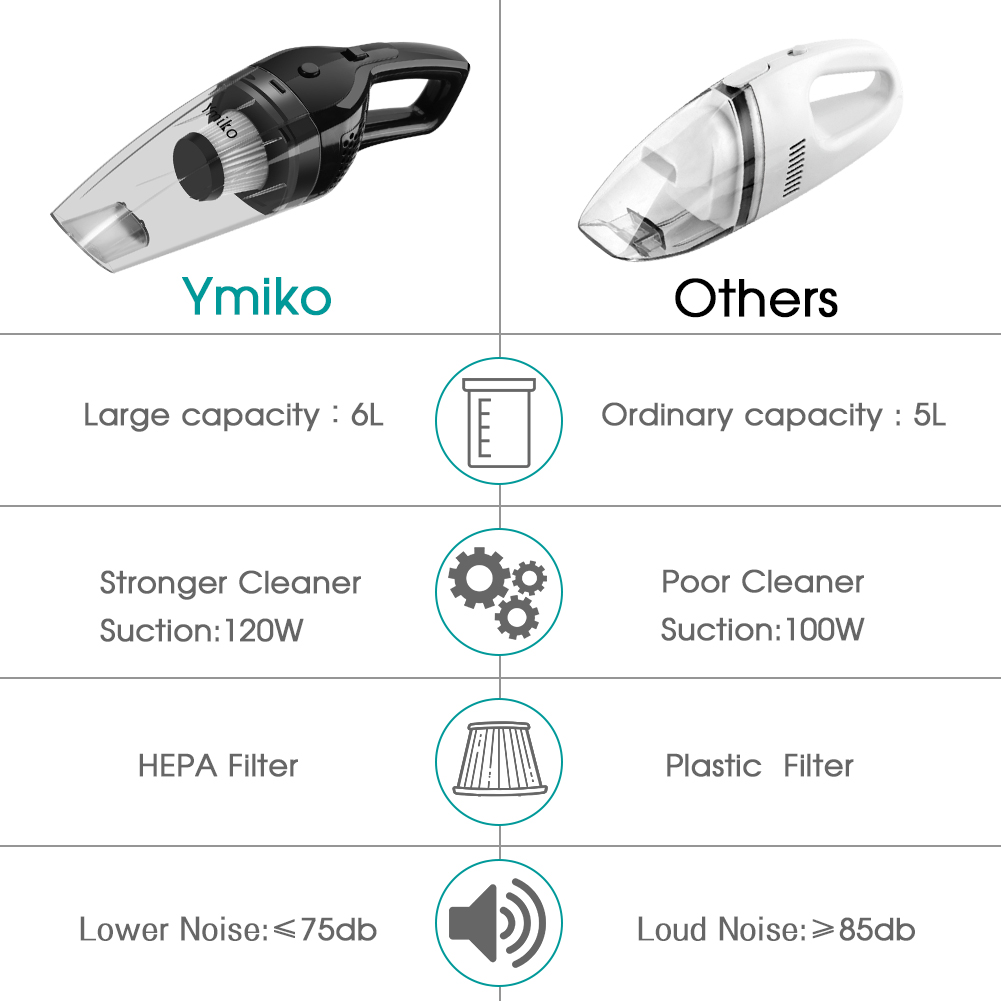 Ymiko
Ymiko
Others
Large capacity : 6L
Ordinary capacity : 5L
Stronger Cleaner
Suction:120W
Poor Cleaner
Suction:100W
HEPA Filter
Plastic Filter
Lower Noise:≤75db
Loud Noise:≥85db